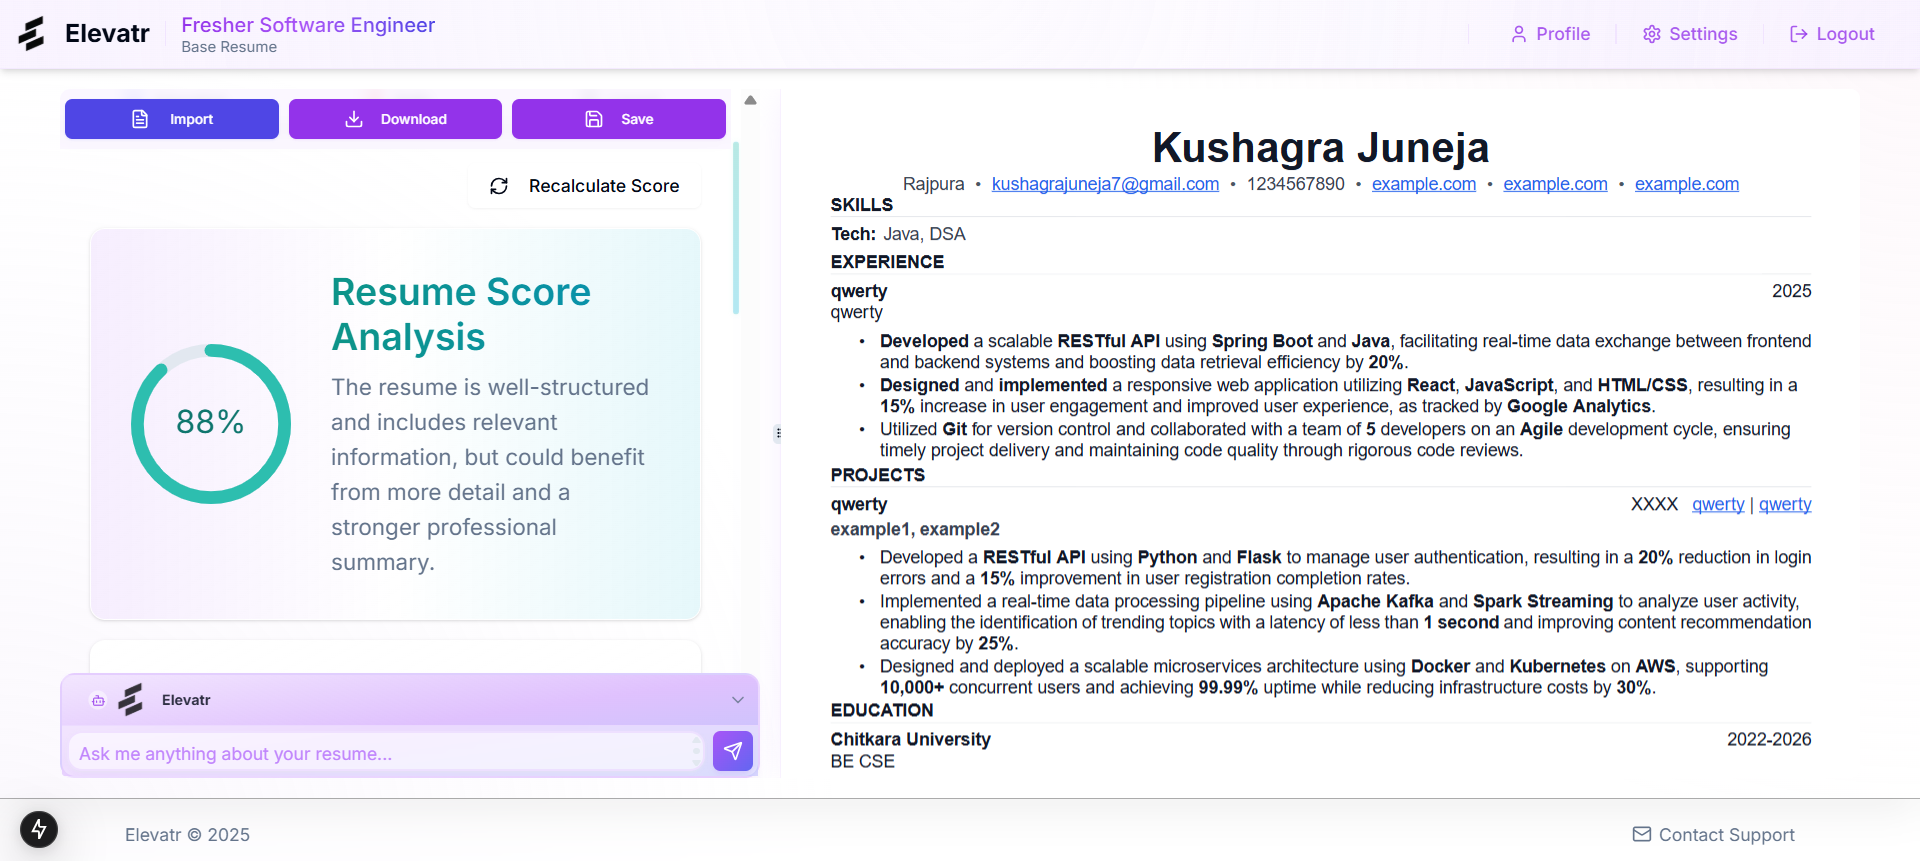 Elevatr
Fresher Software Engineer
Base Resume
Profile
Settings
Logout
Import
Download
Save
Recalculate Score
Resume Score
Analysis
88%
The resume is well-structured
and includes relevant
information, but could benefit
from more detail and a
stronger professional
summary.
Elevatr
Ask me anything about your resume...
Kushagra Juneja
Rajpura • kushagrajuneja7@gmail.com • 1234567890 • example.com • example.com • example.com
SKILLS
Tech: Java, DSA
EXPERIENCE
qwerty 2025
qwerty
• Developed a scalable RESTful API using Spring Boot and Java, facilitating real-time data exchange between frontend
and backend systems and boosting data retrieval efficiency by 20%.
• Designed and implemented a responsive web application utilizing React, JavaScript, and HTML/CSS, resulting in a
15% increase in user engagement and improved user experience, as tracked by Google Analytics.
• Utilized Git for version control and collaborated with a team of 5 developers on an Agile development cycle, ensuring
timely project delivery and maintaining code quality through rigorous code reviews.
PROJECTS
qwerty XXXX qwerty | qwerty
example1, example2
• Developed a RESTful API using Python and Flask to manage user authentication, resulting in a 20% reduction in login
errors and a 15% improvement in user registration completion rates.
• Implemented a real-time data processing pipeline using Apache Kafka and Spark Streaming to analyze user activity,
enabling the identification of trending topics with a latency of less than 1 second and improving content recommendation
accuracy by 25%.
• Designed and deployed a scalable microservices architecture using Docker and Kubernetes on AWS, supporting
10,000+ concurrent users and achieving 99.99% uptime while reducing infrastructure costs by 30%.
EDUCATION
Chitkara University 2022-2026
BE CSE
Elevatr © 2025
Contact Support